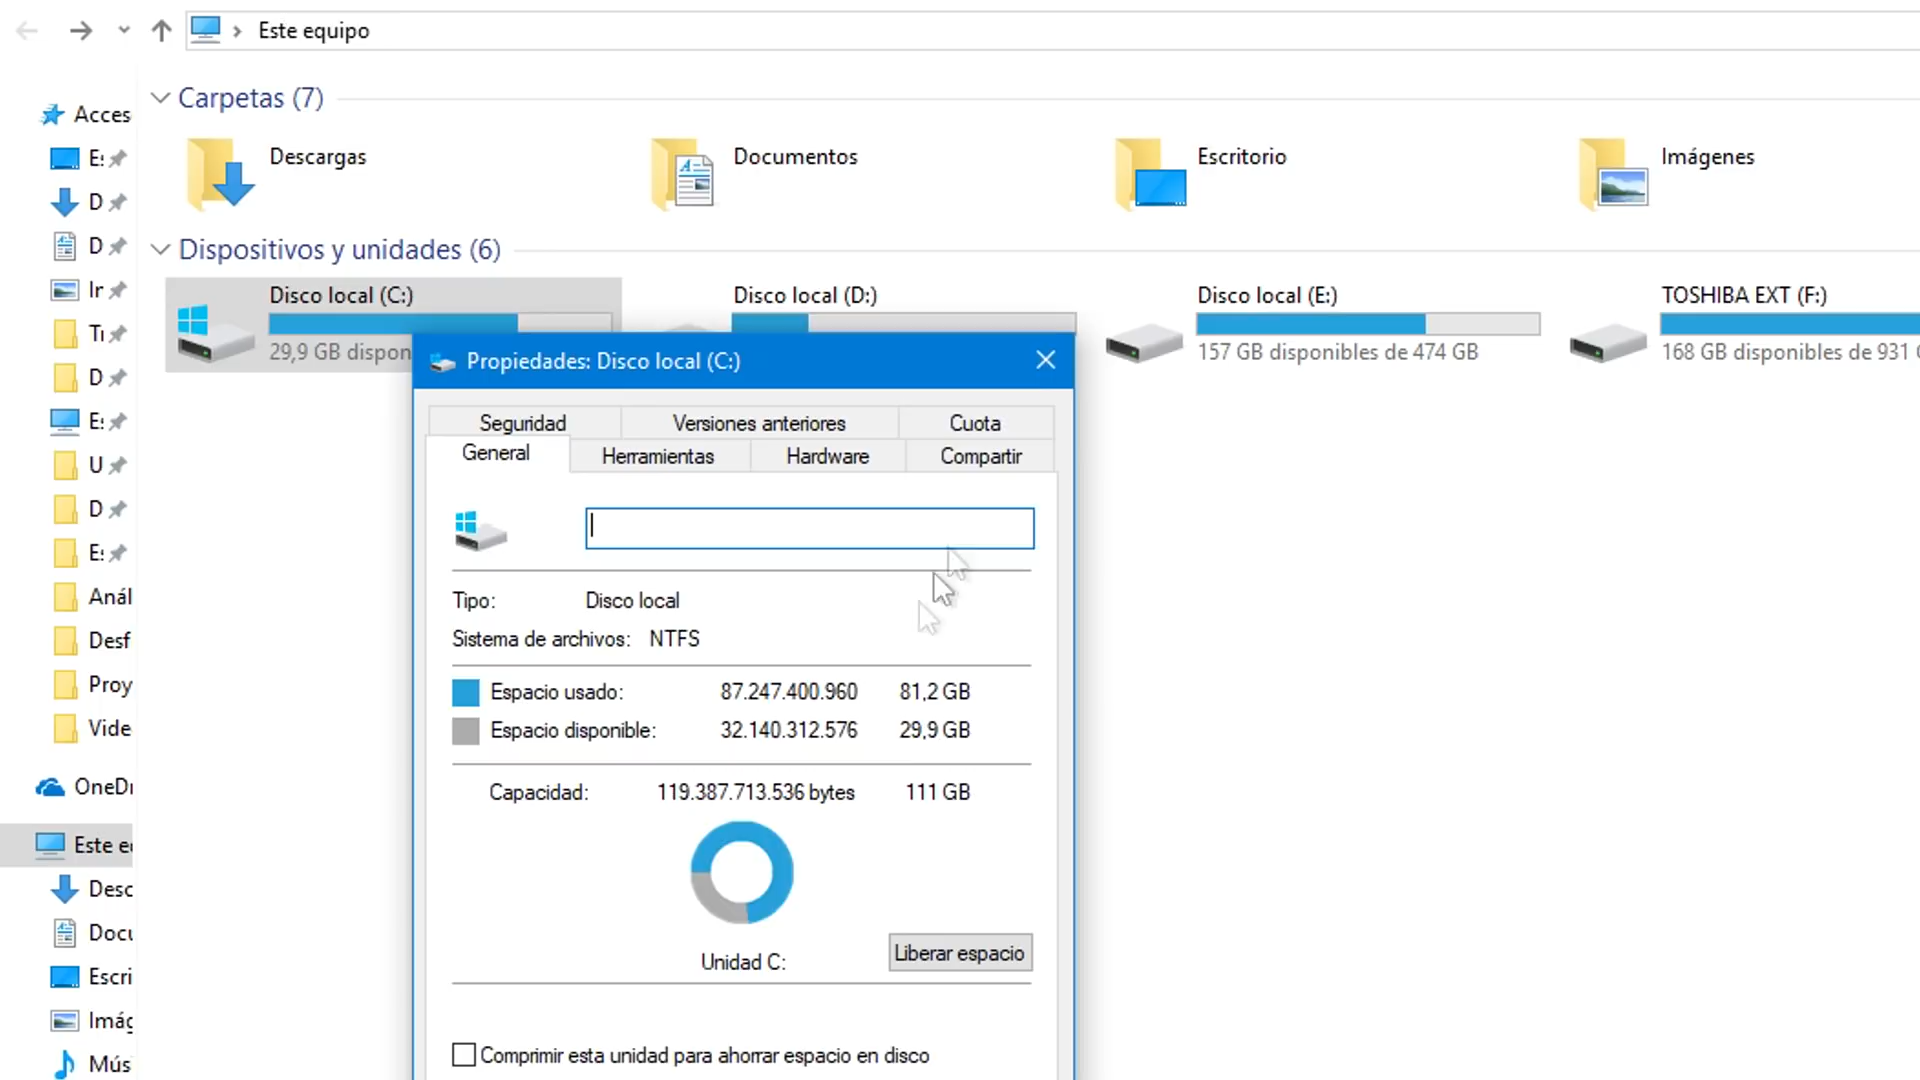 Este equipo
Carpetas (7)
Descargas
Documentos
Escritorio
Imágenes
Dispositivos y unidades (6)
Disco local (C:)
29,9 GB dispon
Disco local (D:)
Disco local (E:)
157 GB disponibles de 474 GB
TOSHIBA EXT (F:)
168 GB disponibles de 931
Acces
E
D
D
Ir
Tr
D
E
U
D
Es
Anál
Desf
Proy
Vide
OneDr
Este e
Desc
Docu
Escri
Imág
Mús
Propiedades: Disco local (C:)
Seguridad
Versiones anteriores
Cuota
General
Herramientas
Hardware
Compartir
Tipo: Disco local
Sistema de archivos: NTFS
Espacio usado: 87.247.400.960 81,2 GB
Espacio disponible: 32.140.312.576 29,9 GB
Capacidad: 119.387.713.536 bytes 111 GB
Unidad C:
Liberar espacio
Comprimir esta unidad para ahorrar espacio en disco